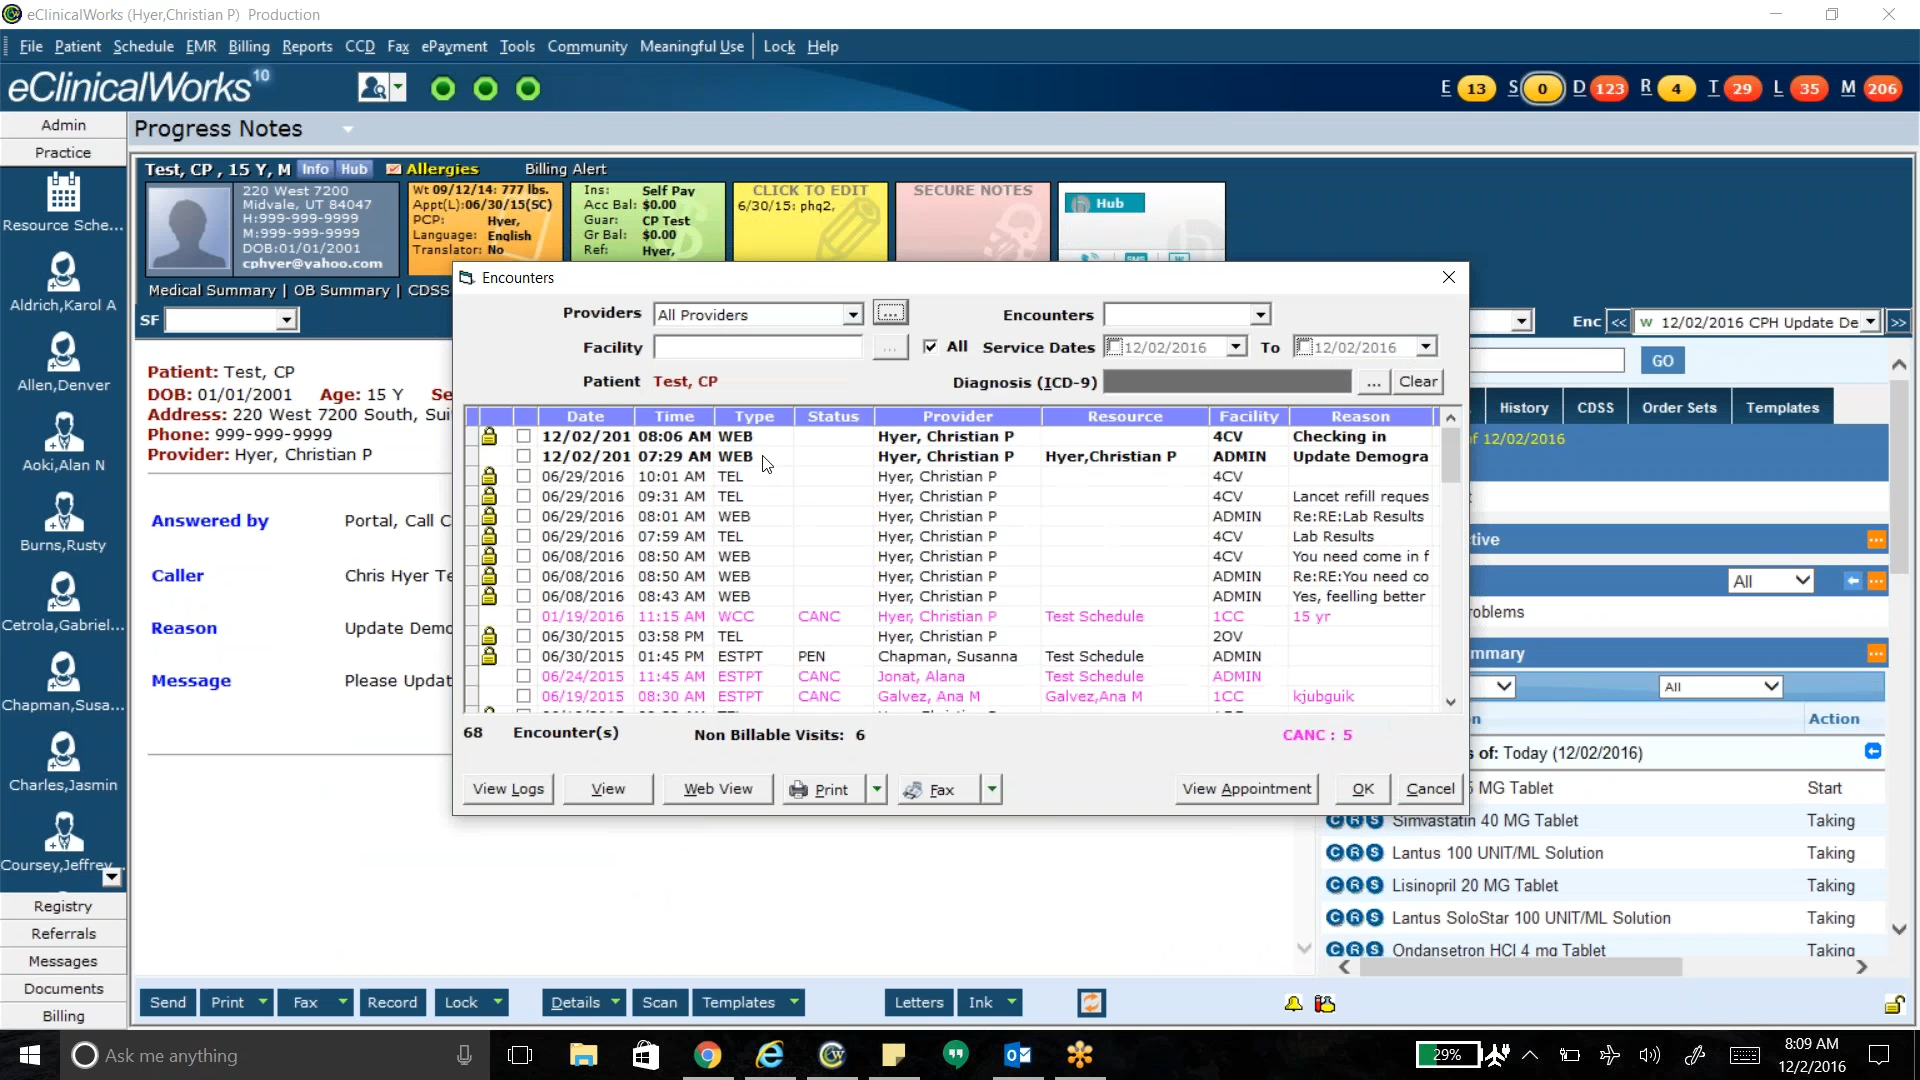 eClinicalWorks (Hyer,Christian P) Production
File Patient Schedule EMR Billing Reports CCD Fax ePayment Tools Community Meaningful Use Lock Help
eClinicalWorks 10
E 13 S 0 D 123 R 4 T 29 L 35 M 206
Admin
Practice
Resource Sche...
Aldrich,Karol A
Allen,Denver
Aoki,Alan N
Burns,Rusty
Cetrola,Gabriel...
Chapman,Susa...
Charles,Jasmin
Coursey,Jeffrey...
Registry
Referrals
Messages
Documents
Billing
Progress Notes
Test, CP , 15 Y, M Info Hub Allergies Billing Alert
220 West 7200
Midvale, UT 84047
H:999-999-9999
M:999-999-9999
DOB:01/01/2001
cphyer@yahoo.com
Wt 09/12/14: 777 lbs.
Appt(L):06/30/15(SC)
PCP: Hyer,
Language: English
Translator: No
Ins: Self Pay
Acc Bal: $0.00
Guar: CP Test
Gr Bal: $0.00
Ref: Hyer,
CLICK TO EDIT
6/30/15: phq2,
SECURE NOTES
Hub
Medical Summary | OB Summary | CDSS
SF
Enc << w 12/02/2016 CPH Update De >>
GO
History CDSS Order Sets Templates
of 12/02/2016
Patient: Test, CP
DOB: 01/01/2001 Age: 15 Y Se
Address: 220 West 7200 South, Sui
Phone: 999-999-9999
Provider: Hyer, Christian P
Answered by Portal, Call C
Caller Chris Hyer Te
Reason Update Demo
Message Please Updat
Encounters
Providers All Providers ... Encounters
Facility ... All Service Dates 12/02/2016 To 12/02/2016
Patient Test, CP Diagnosis (ICD-9) ... Clear
Date Time Type Status Provider Resource Facility Reason
12/02/201 08:06 AM WEB Hyer, Christian P 4CV Checking in
12/02/201 07:29 AM WEB Hyer, Christian P Hyer,Christian P ADMIN Update Demogra
06/29/2016 10:01 AM TEL Hyer, Christian P 4CV
06/29/2016 09:31 AM TEL Hyer, Christian P 4CV Lancet refill reques
06/29/2016 08:01 AM WEB Hyer, Christian P ADMIN Re:RE:Lab Results
06/29/2016 07:59 AM TEL Hyer, Christian P 4CV Lab Results
06/08/2016 08:50 AM WEB Hyer, Christian P 4CV You need come in f
06/08/2016 08:50 AM WEB Hyer, Christian P ADMIN Re:RE:You need co
06/08/2016 08:43 AM WEB Hyer, Christian P ADMIN Yes, feelling better
01/19/2016 11:15 AM WCC CANC Hyer, Christian P Test Schedule 1CC 15 yr
06/30/2015 03:58 PM TEL Hyer, Christian P 2OV
06/30/2015 01:45 PM ESTPT PEN Chapman, Susanna Test Schedule ADMIN
06/24/2015 11:45 AM ESTPT CANC Jonat, Alana Test Schedule ADMIN
06/19/2015 08:30 AM ESTPT CANC Galvez, Ana M Galvez,Ana M 1CC kjubguik
68 Encounter(s) Non Billable Visits: 6 CANC : 5
View Logs View Web View Print Fax View Appointment OK Cancel
tive
All
roblems
mmary
All
n Action
s of: Today (12/02/2016)
5 MG Tablet Start
C R S Simvastatin 40 MG Tablet Taking
C R S Lantus 100 UNIT/ML Solution Taking
C R S Lisinopril 20 MG Tablet Taking
C R S Lantus SoloStar 100 UNIT/ML Solution Taking
C R S Ondansetron HCl 4 mg Tablet Taking
Send Print Fax Record Lock Details Scan Templates Letters Ink
Ask me anything
29%
8:09 AM
12/2/2016